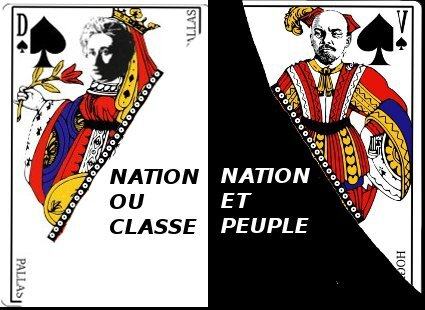 D
V
PALLAS
NATION
OU
CLASSE
NATION
ET
PEUPLE
PALLAS